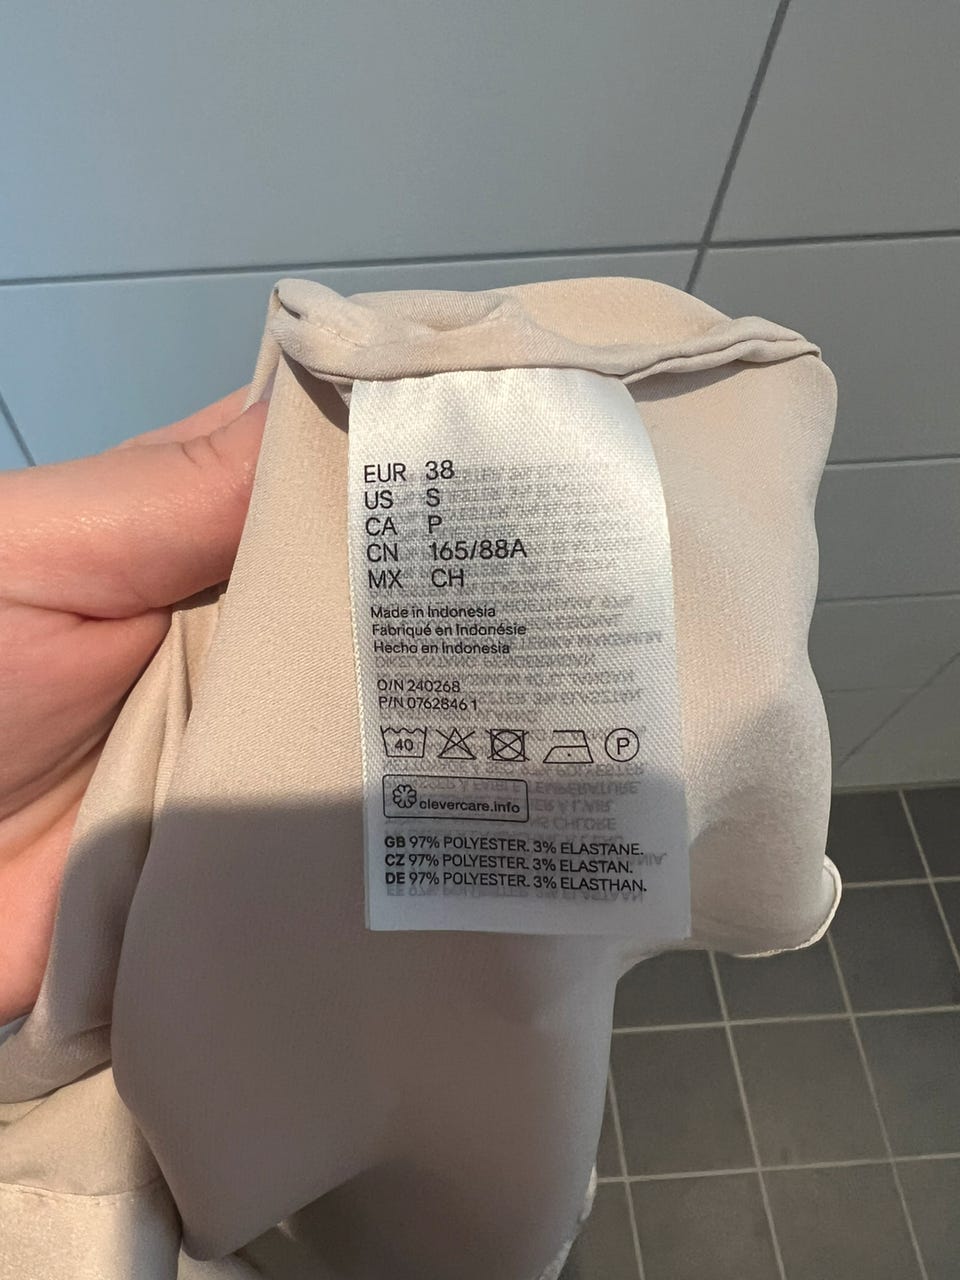 EUR 38
US S
CA P
CN 165/88A
MX CH
Made in Indonesia
Fabriqué en Indonésie
Hecho en Indonesia
O/N 240268
P/N 07628461
40 P
clevercare.info
GB 97% POLYESTER. 3% ELASTANE.
CZ 97% POLYESTER. 3% ELASTAN.
DE 97% POLYESTER. 3% ELASTHAN.